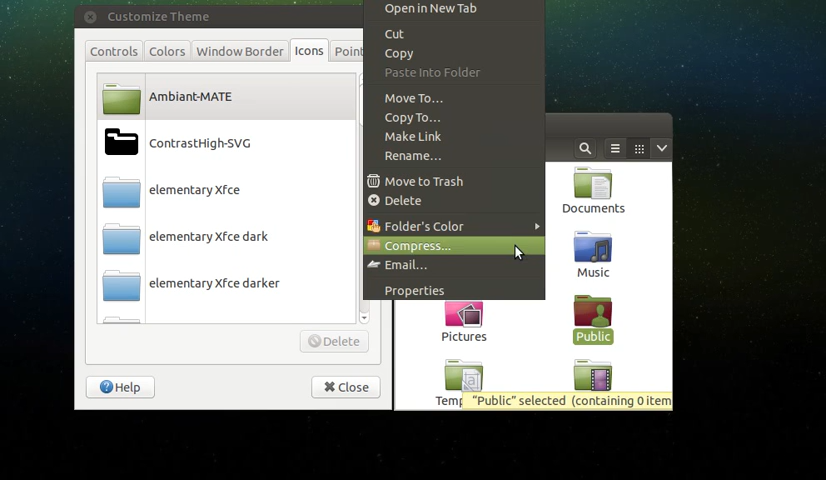 Customize Theme
Controls
Colors
Window Border
Icons
Point
Ambiant-MATE
ContrastHigh-SVG
elementary Xfce
elementary Xfce dark
elementary Xfce darker
Delete
Help
Close
Open in New Tab
Cut
Copy
Paste Into Folder
Move To...
Copy To...
Make Link
Rename...
Move to Trash
Delete
Folder's Color
Compress...
Email...
Properties
Documents
Music
Pictures
Public
Temp
"Public" selected (containing 0 item